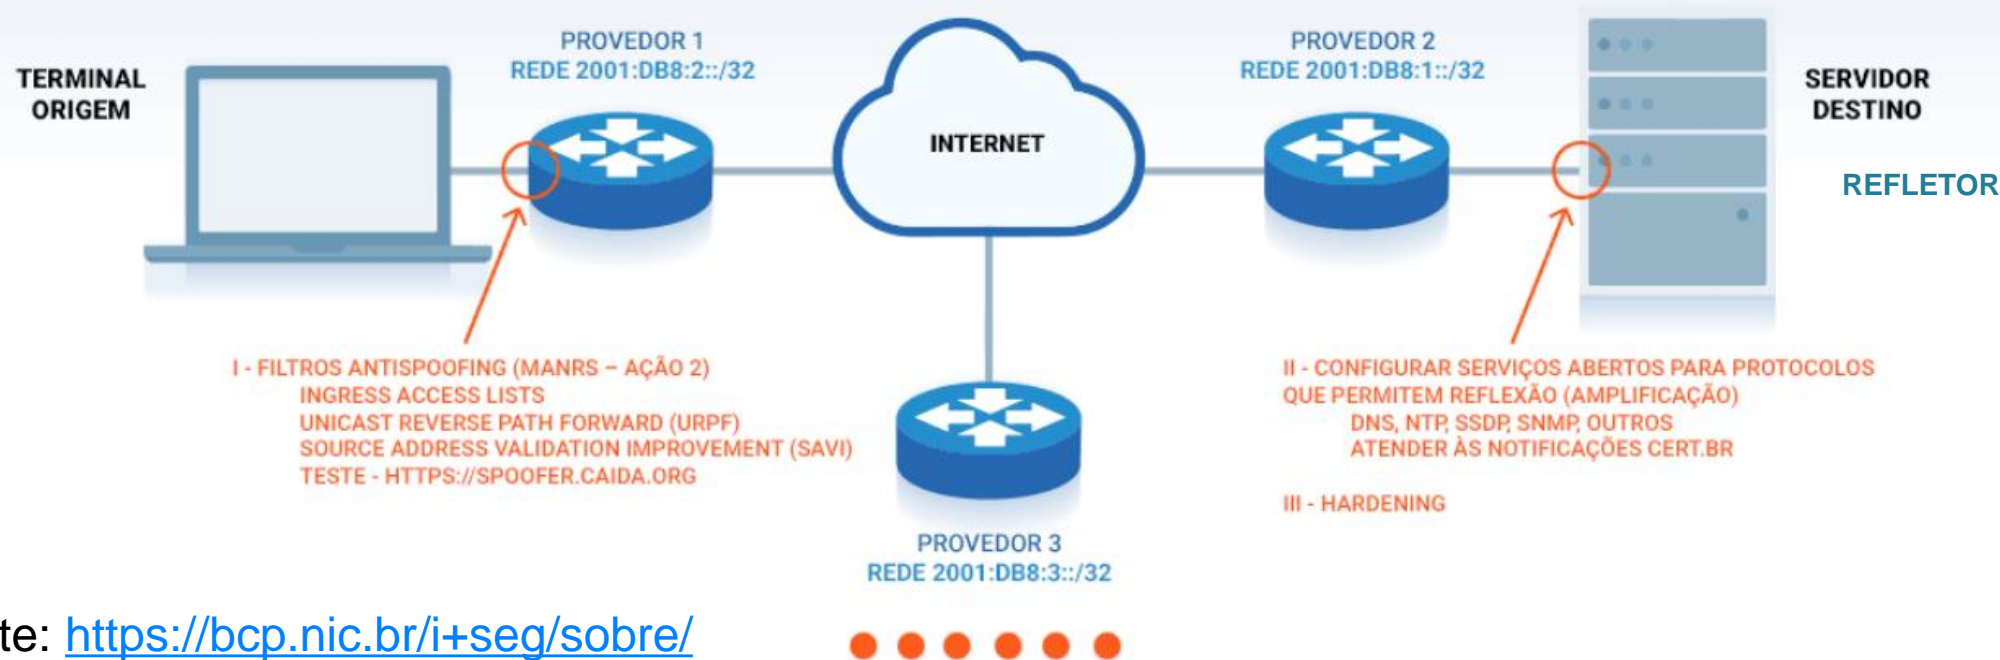 PROVEDOR 1
REDE 2001:DB8:2::/32
PROVEDOR 2
REDE 2001:DB8:1::/32
TERMINAL
ORIGEM
INTERNET
SERVIDOR
DESTINO
REFLETOR
I - FILTROS ANTISPOOFING (MANRS – AÇÃO 2)
INGRESS ACCESS LISTS
UNICAST REVERSE PATH FORWARD (URPF)
SOURCE ADDRESS VALIDATION IMPROVEMENT (SAVI)
TESTE - HTTPS://SPOOFER.CAIDA.ORG
II - CONFIGURAR SERVIÇOS ABERTOS PARA PROTOCOLOS
QUE PERMITEM REFLEXÃO (AMPLIFICAÇÃO)
DNS, NTP, SSDP, SNMP, OUTROS
ATENDER ÀS NOTIFICAÇÕES CERT.BR
III - HARDENING
PROVEDOR 3
REDE 2001:DB8:3::/32
te: https://bcp.nic.br/i+seg/sobre/